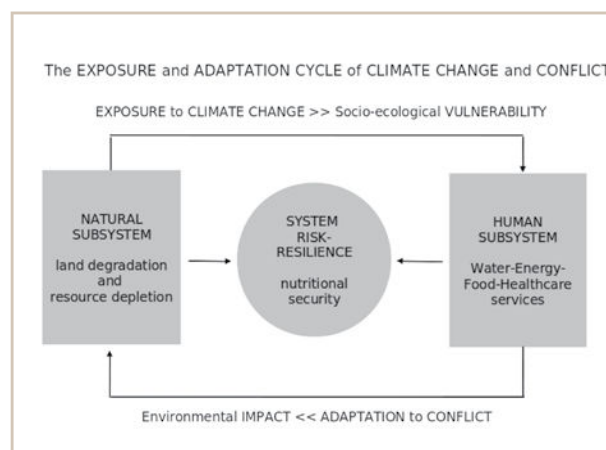 The EXPOSURE and ADAPTATION CYCLE of CLIMATE CHANGE and CONFLICT
EXPOSURE to CLIMATE CHANGE >> Socio-ecological VULNERABILITY
NATURAL
SUBSYSTEM
land degradation
and
resource depletion
SYSTEM
RISK-
RESILIENCE
nutritional
security
HUMAN
SUBSYSTEM
Water-Energy-
Food-Healthcare
services
Environmental IMPACT << ADAPTATION to CONFLICT